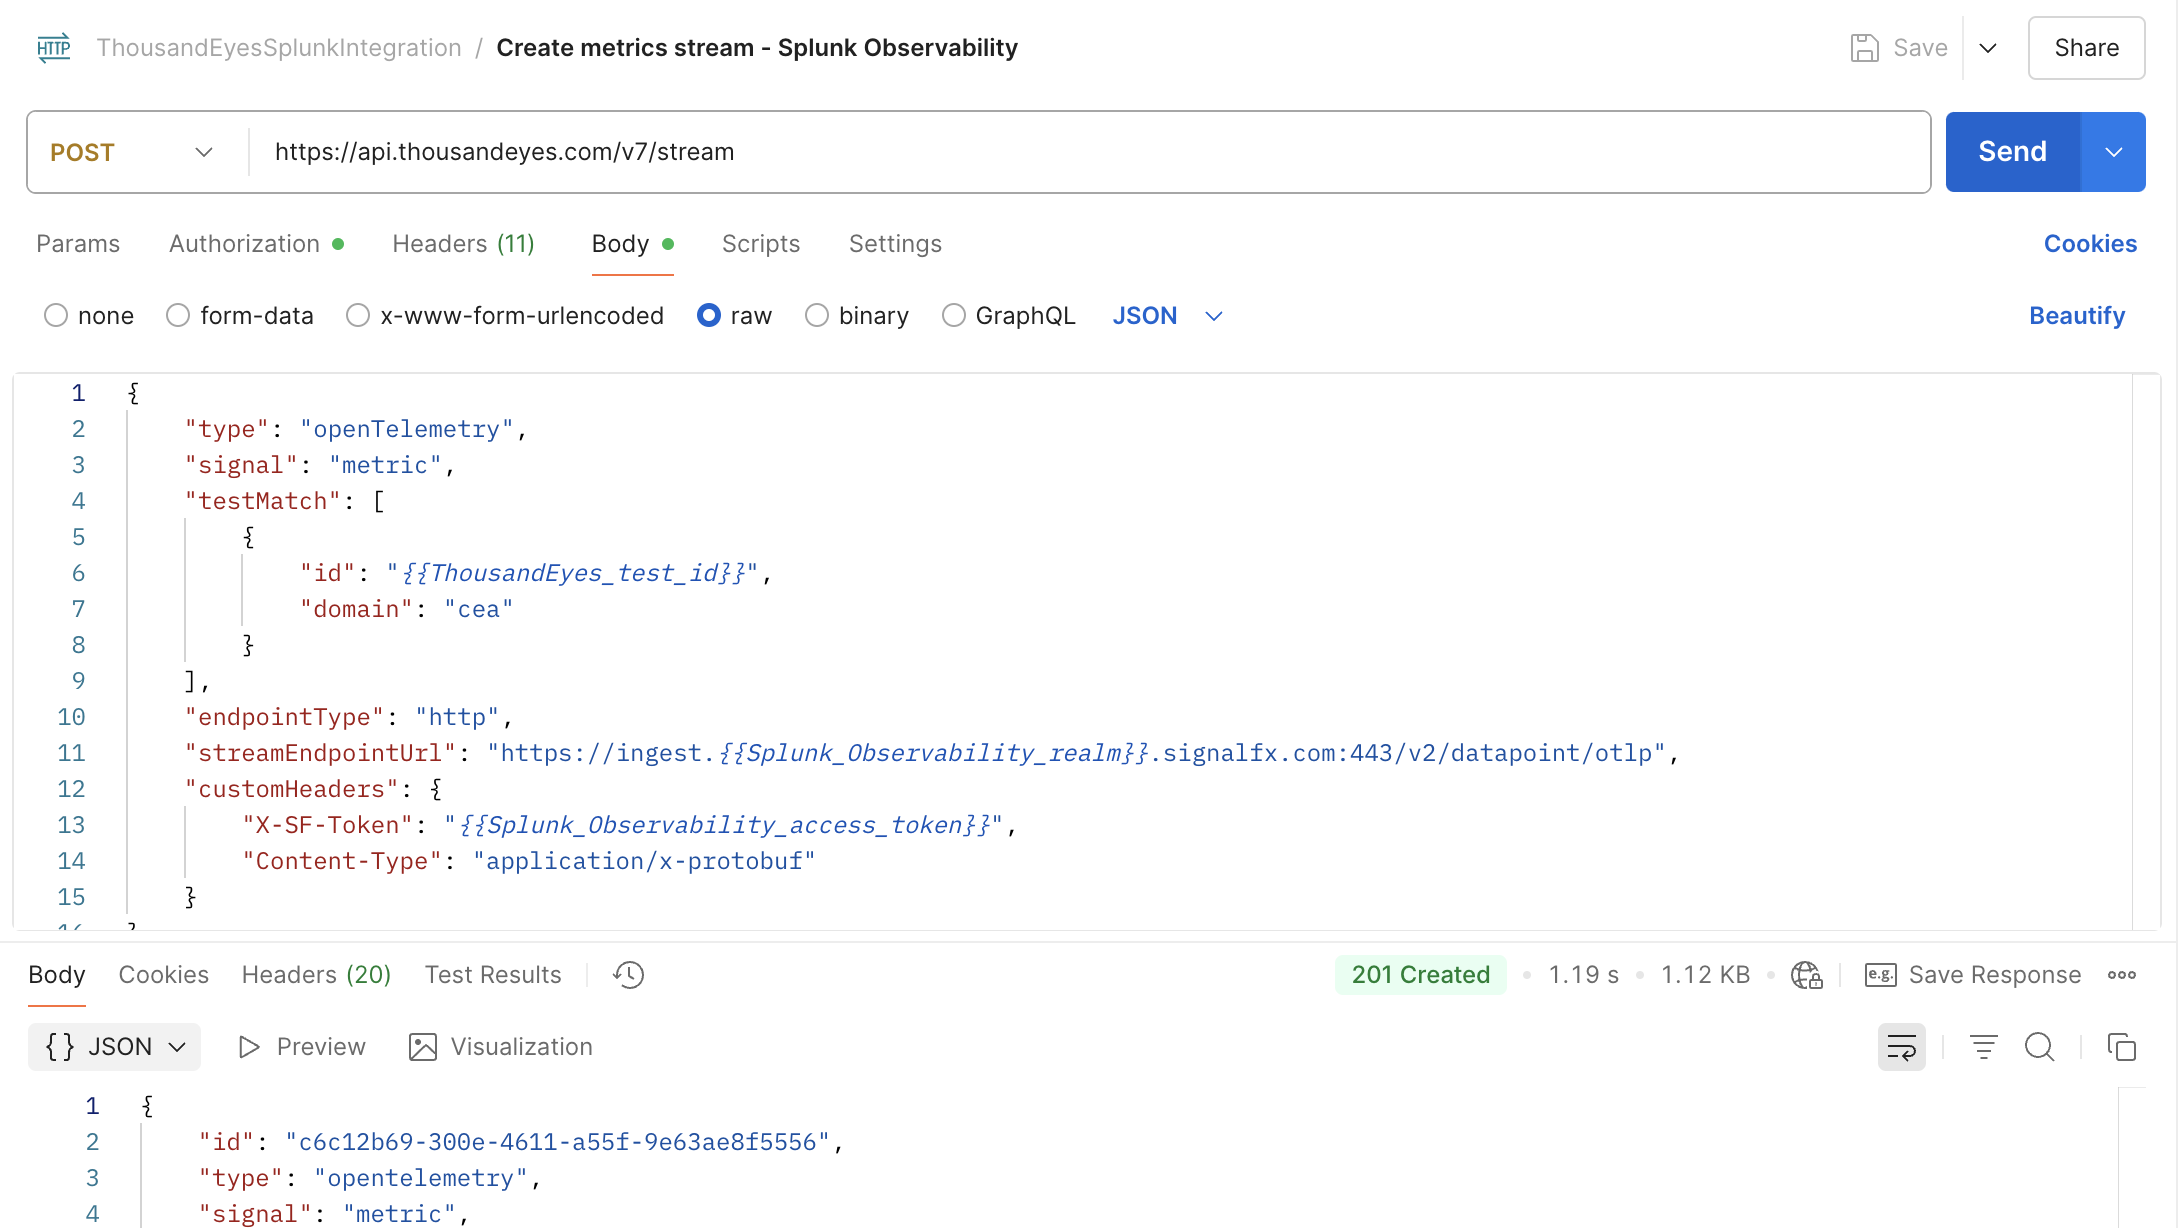 HTTP ThousandEyesSplunkIntegration / Create metrics stream - Splunk Observability Save Share
POST https://api.thousandeyes.com/v7/stream Send
Params Authorization Headers (11) Body Scripts Settings Cookies
none form-data x-www-form-urlencoded raw binary GraphQL JSON Beautify
1 {
2 "type": "openTelemetry",
3 "signal": "metric",
4 "testMatch": [
5 {
6 "id": "{{ThousandEyes_test_id}}",
7 "domain": "cea"
8 }
9 ],
10 "endpointType": "http",
11 "streamEndpointUrl": "https://ingest.{{Splunk_Observability_realm}}.signalfx.com:443/v2/datapoint/otlp",
12 "customHeaders": {
13 "X-SF-Token": "{{Splunk_Observability_access_token}}",
14 "Content-Type": "application/x-protobuf"
15 }
16 }
Body Cookies Headers (20) Test Results 201 Created 1.19 s 1.12 KB e.g. Save Response
{} JSON Preview Visualization
1 {
2 "id": "c6c12b69-300e-4611-a55f-9e63ae8f5556",
3 "type": "opentelemetry",
4 "signal": "metric",